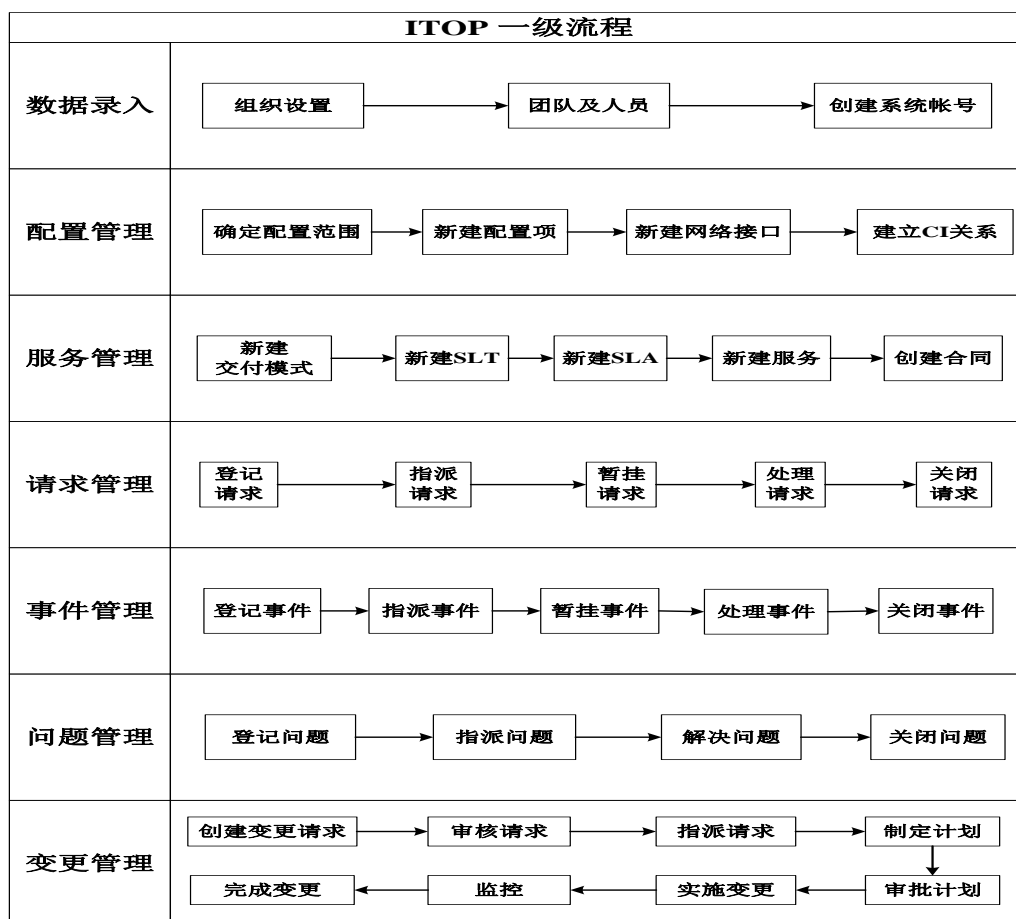 ITOP 一级流程
数据录入
组织设置
团队及人员
创建系统帐号
配置管理
确定配置范围
新建配置项
新建网络接口
建立CI关系
服务管理
新建
交付模式
新建SLT
新建SLA
新建服务
创建合同
请求管理
登记
请求
指派
请求
暂挂
请求
处理
请求
关闭
请求
事件管理
登记事件
指派事件
暂挂事件
处理事件
关闭事件
问题管理
登记问题
指派问题
解决问题
关闭问题
变更管理
创建变更请求
审核请求
指派请求
制定计划
审批计划
实施变更
监控
完成变更